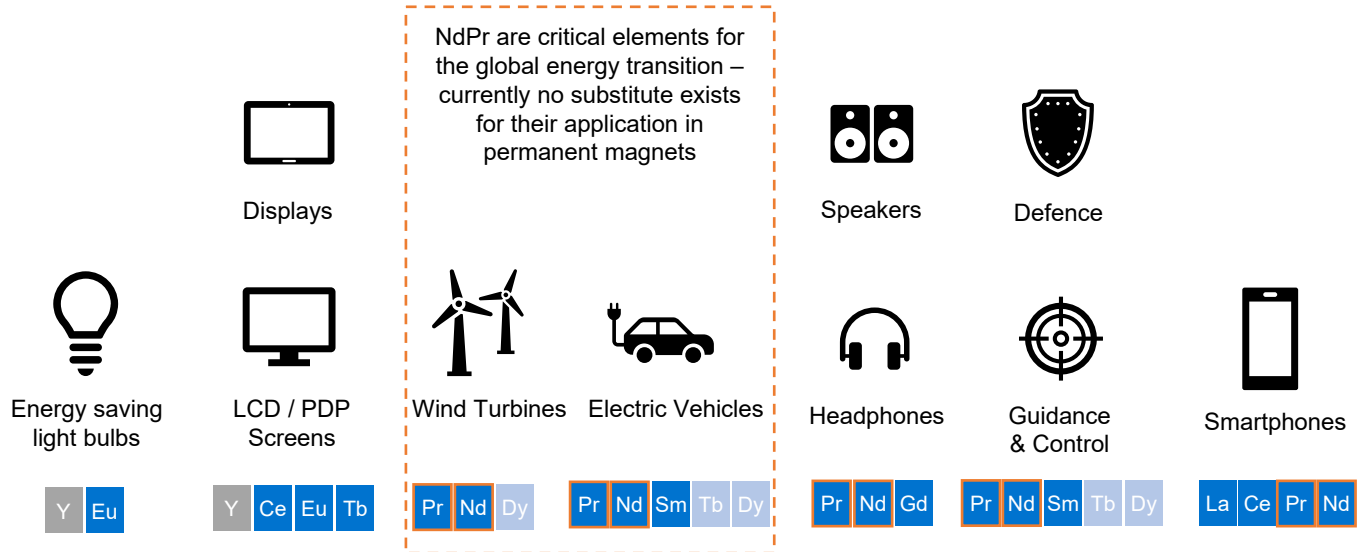 NdPr are critical elements for
the global energy transition –
currently no substitute exists
for their application in
permanent magnets
Displays
Speakers
Defence
Energy saving
light bulbs
LCD / PDP
Screens
Wind Turbines
Electric Vehicles
Headphones
Guidance
& Control
Smartphones
Y Eu
Y Ce Eu Tb
Pr Nd Dy
Pr Nd Sm Tb Dy
Pr Nd Gd
Pr Nd Sm Tb Dy
La Ce Pr Nd